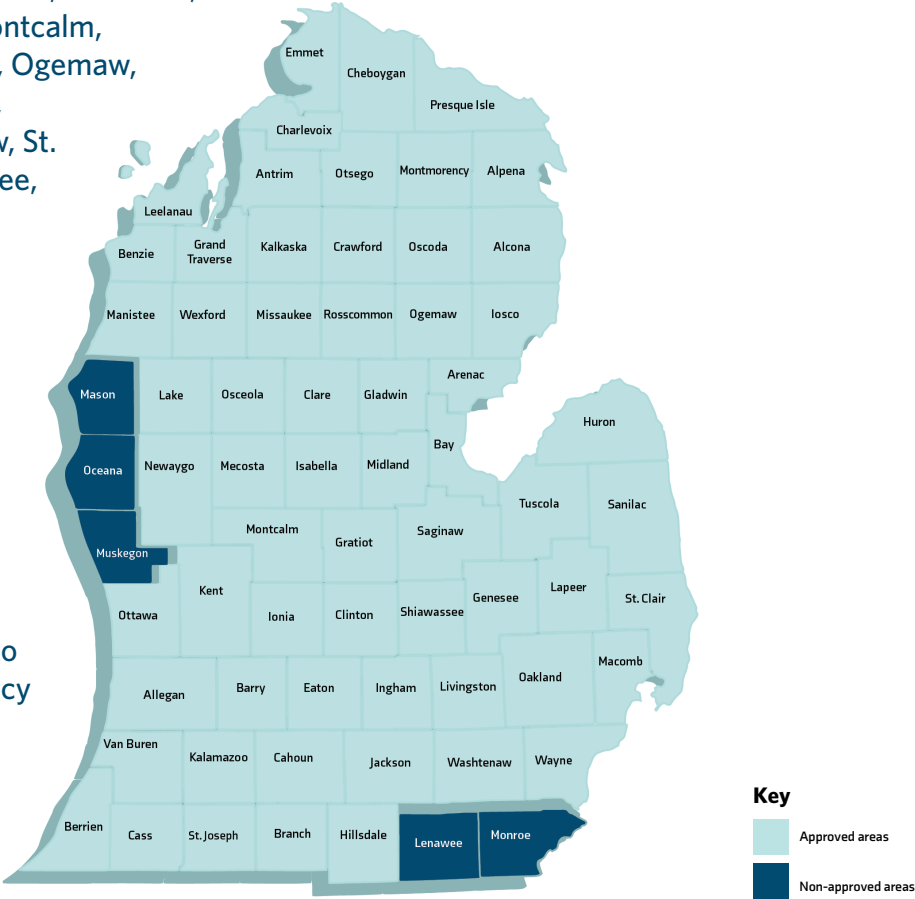 ontcalm,
, Ogemaw,
w, St.
ee,
o
cy
Emmet
Cheboygan
Presque Isle
Charlevoix
Antrim
Otsego
Montmorency
Alpena
Leelanau
Benzie
Grand
Traverse
Kalkaska
Crawford
Oscoda
Alcona
Manistee
Wexford
Missaukee
Rosscommon
Ogemaw
Iosco
Arenac
Mason
Lake
Osceola
Clare
Gladwin
Huron
Bay
Oceana
Newaygo
Mecosta
Isabella
Midland
Tuscola
Sanilac
Montcalm
Gratiot
Saginaw
Muskegon
Kent
Ottawa
Ionia
Clinton
Shiawassee
Genesee
Lapeer
St. Clair
Macomb
Allegan
Barry
Eaton
Ingham
Livingston
Oakland
Van Buren
Kalamazoo
Cahoun
Jackson
Washtenaw
Wayne
Berrien
Cass
St. Joseph
Branch
Hillsdale
Lenawee
Monroe
Key
Approved areas
Non-approved areas